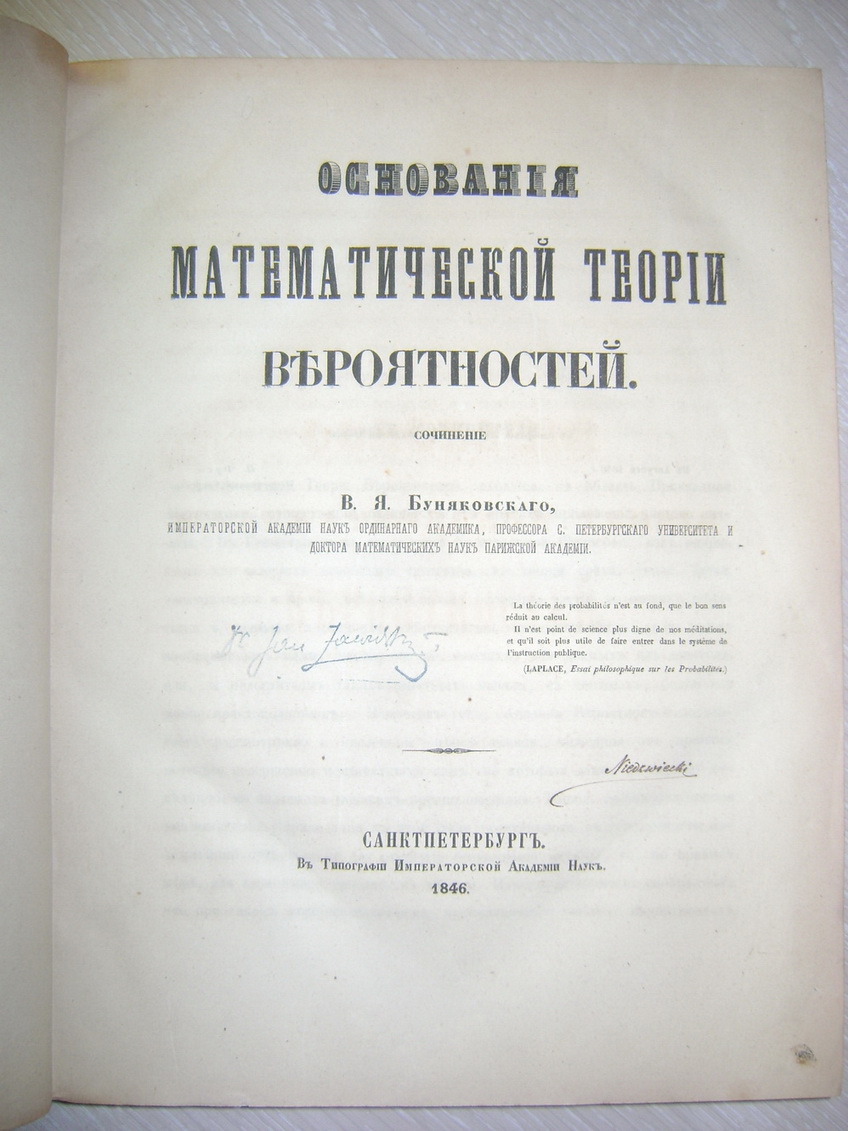 ОСНОВАНІЯ
МАТЕМАТИЧЕСКОЙ ТЕОРІИ
ВѢРОЯТНОСТЕЙ.
СОЧИНЕНІЕ
В. Я. Буняковскаго,
ИМПЕРАТОРСКОЙ АКАДЕМІИ НАУКЪ ОРДИНАРНАГО АКАДЕМИКА, ПРОФЕССОРА С. ПЕТЕРБУРГСКАГО УНИВЕРСИТЕТА И
ДОКТОРА МАТЕМАТИЧЕСКИХЪ НАУКЪ ПАРИЖСКОЙ АКАДЕМІИ.
La théorie des probabilités n'est au fond, que le bon sens
réduit au calcul.
Il n'est point de science plus digne de nos méditations,
et qu'il soit plus utile de faire entrer dans le système de
l'instruction publique.
(LAPLACE, Essai philosophique sur les Probabilités.)
Jan
Niedzwiecki
САНКТПЕТЕРБУРГЪ.
Въ Типографіи Императорской Академіи Наукъ.
1846.